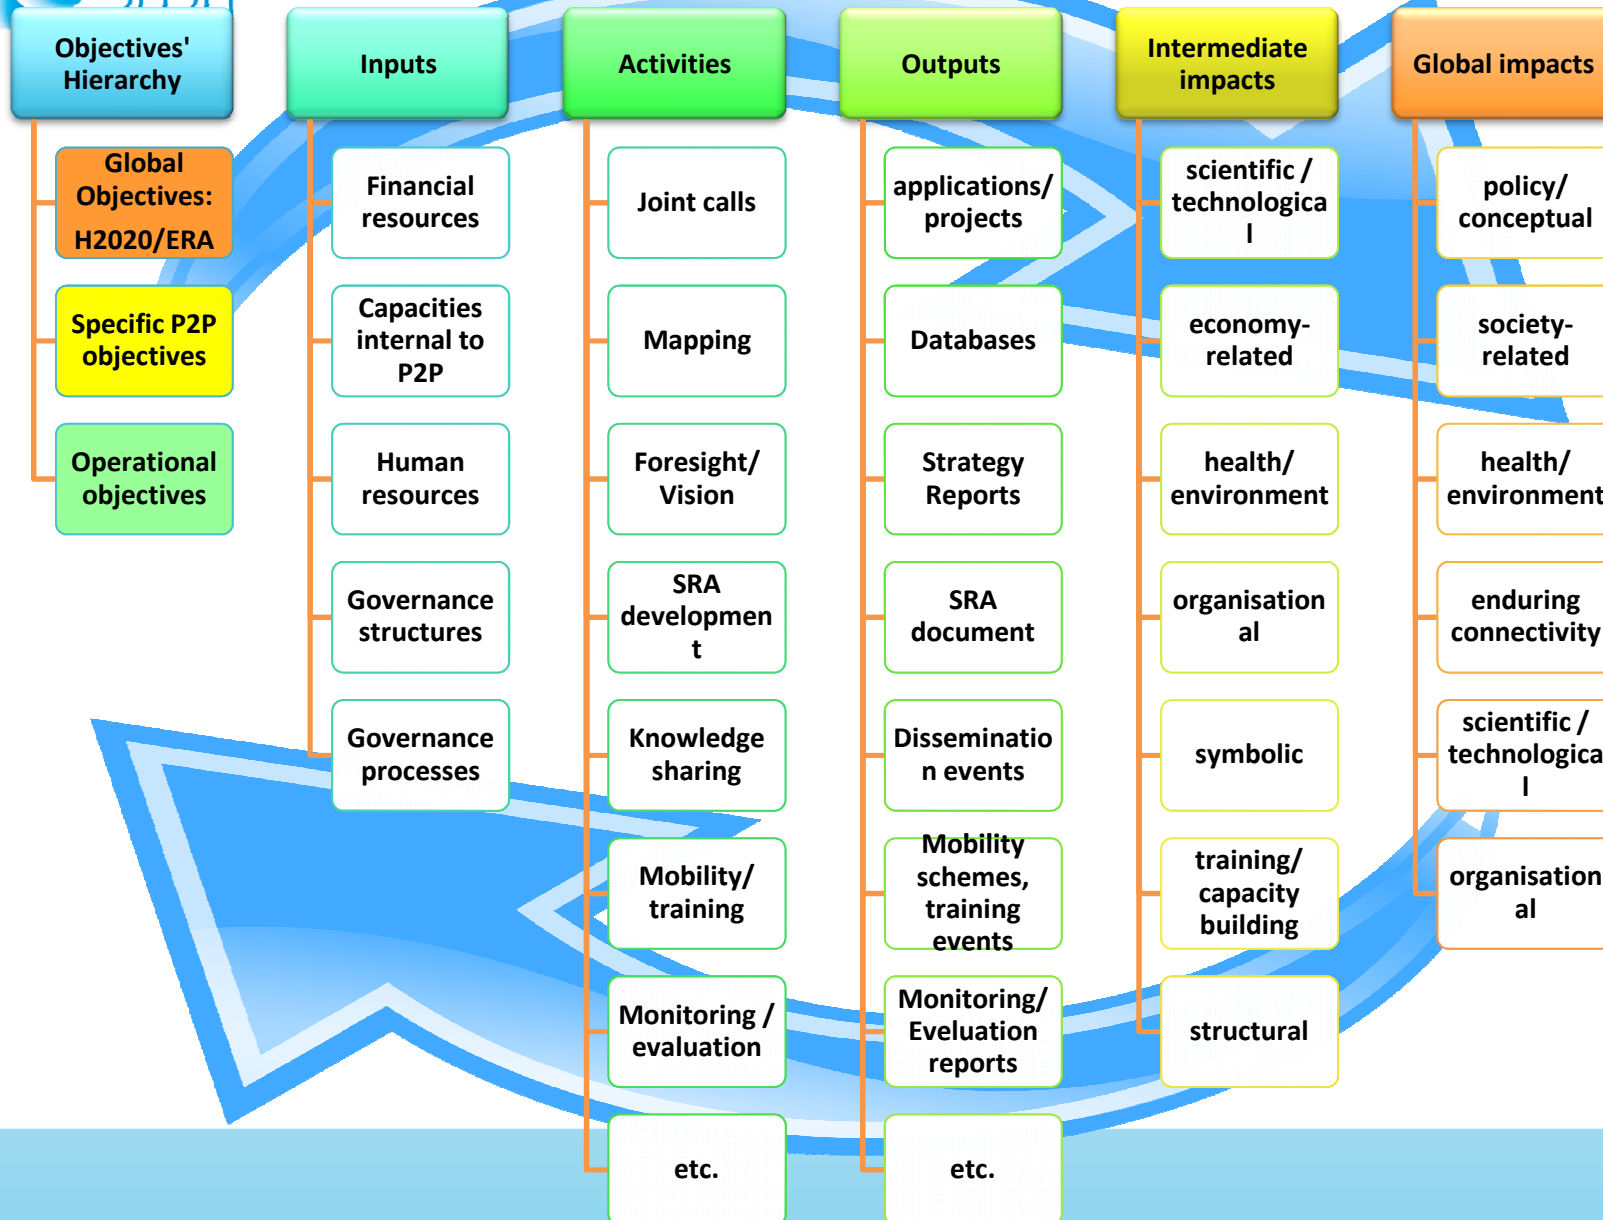 Objectives'
Hierarchy
Global
Objectives:
H2020/ERA
Specific P2P
objectives
Operational
objectives
Inputs
Financial
resources
Capacities
internal to
P2P
Human
resources
Governance
structures
Governance
processes
Activities
Joint calls
Mapping
Foresight/
Vision
SRA
developmen
t
Knowledge
sharing
Mobility/
training
Monitoring /
evaluation
etc.
Outputs
applications/
projects
Databases
Strategy
Reports
SRA
document
Disseminatio
n events
Mobility
schemes,
training
events
Monitoring/
Eveluation
reports
etc.
Intermediate
impacts
scientific /
technologica
l
economy-
related
health/
environment
organisation
al
symbolic
training/
capacity
building
structural
Global impacts
policy/
conceptual
society-
related
health/
environment
enduring
connectivity
scientific /
technologica
l
organisation
al